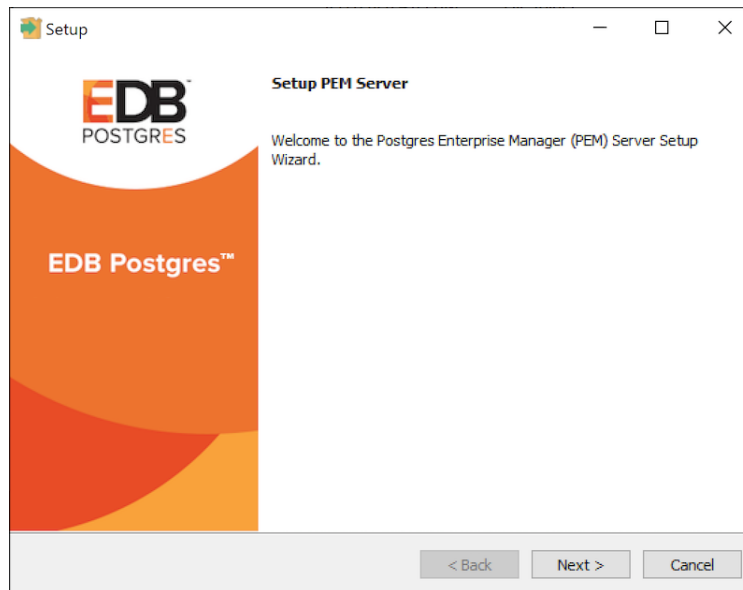 Setup
EDB
POSTGRES
Setup PEM Server
Welcome to the Postgres Enterprise Manager (PEM) Server Setup
Wizard.
EDB Postgres™
< Back
Next >
Cancel